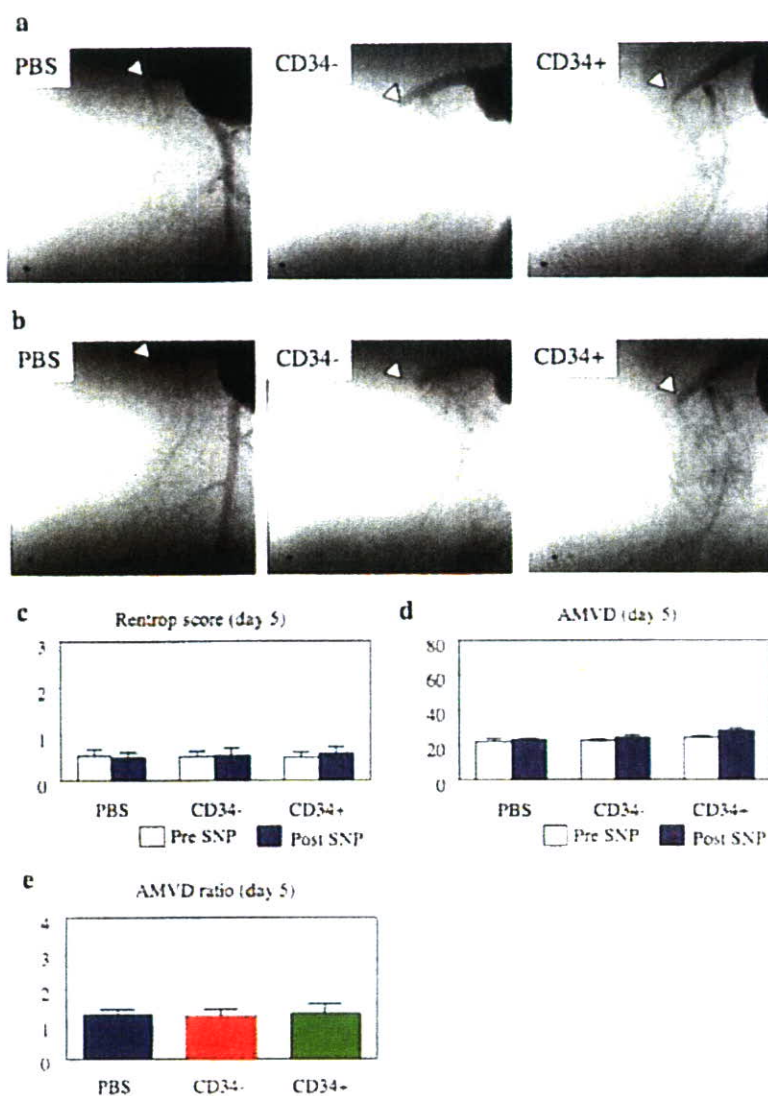 a
PBS CD34- CD34+
b
PBS CD34- CD34+
c Rentrop score (day 5)
3
2
1
0
PBS CD34- CD34+
Pre SNP Post SNP
d AMVD (day 5)
80
60
40
20
0
PBS CD34- CD34+
Pre SNP Post SNP
e AMVD ratio (day 5)
4
3
2
1
0
PBS CD34- CD34+